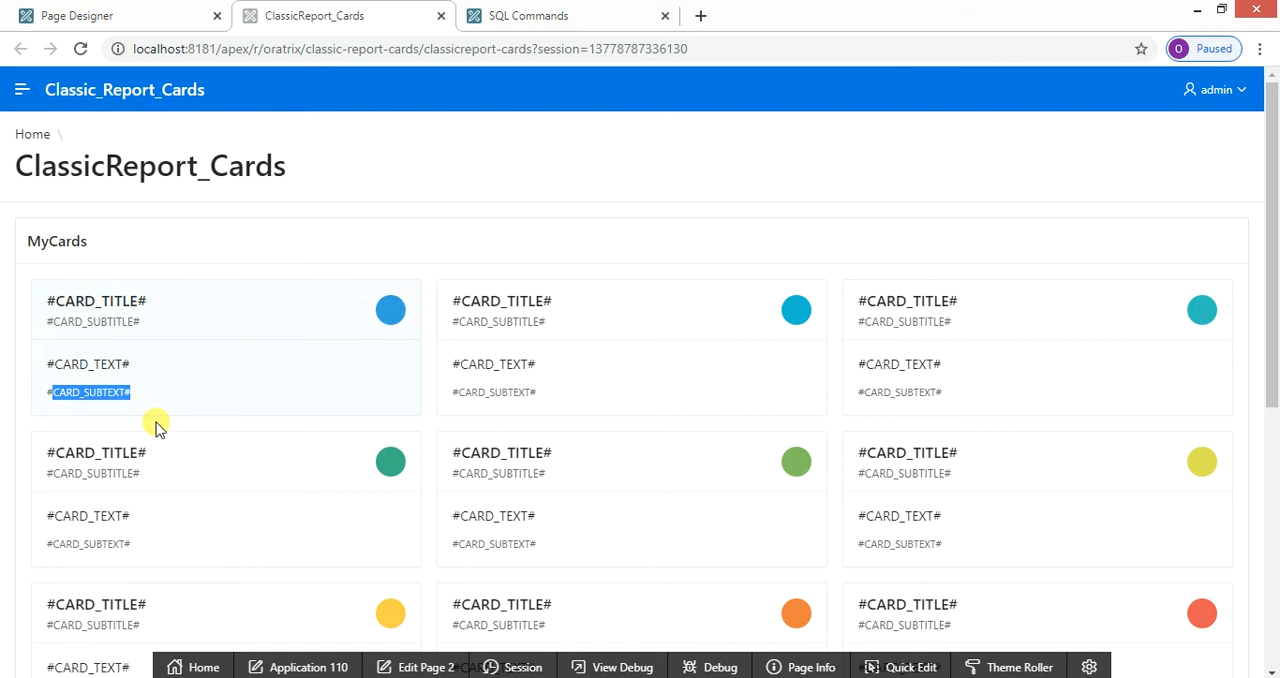 Page Designer
ClassicReport_Cards
SQL Commands
localhost:8181/apex/r/oratrix/classic-report-cards/classicreport-cards?session=13778787336130
O Paused
Classic_Report_Cards
admin
Home \
ClassicReport_Cards
MyCards
#CARD_TITLE# #CARD_TITLE# #CARD_TITLE#
#CARD_SUBTITLE# #CARD_SUBTITLE# #CARD_SUBTITLE#
#CARD_TEXT# #CARD_TEXT# #CARD_TEXT#
#CARD_SUBTEXT# #CARD_SUBTEXT# #CARD_SUBTEXT#
#CARD_TITLE# #CARD_TITLE# #CARD_TITLE#
#CARD_SUBTITLE# #CARD_SUBTITLE# #CARD_SUBTITLE#
#CARD_TEXT# #CARD_TEXT# #CARD_TEXT#
#CARD_SUBTEXT# #CARD_SUBTEXT# #CARD_SUBTEXT#
#CARD_TITLE# #CARD_TITLE# #CARD_TITLE#
#CARD_SUBTITLE# #CARD_SUBTITLE# #CARD_SUBTITLE#
#CARD_TEXT#
Home Application 110 Edit Page 2 Session View Debug Debug Page Info Quick Edit Theme Roller